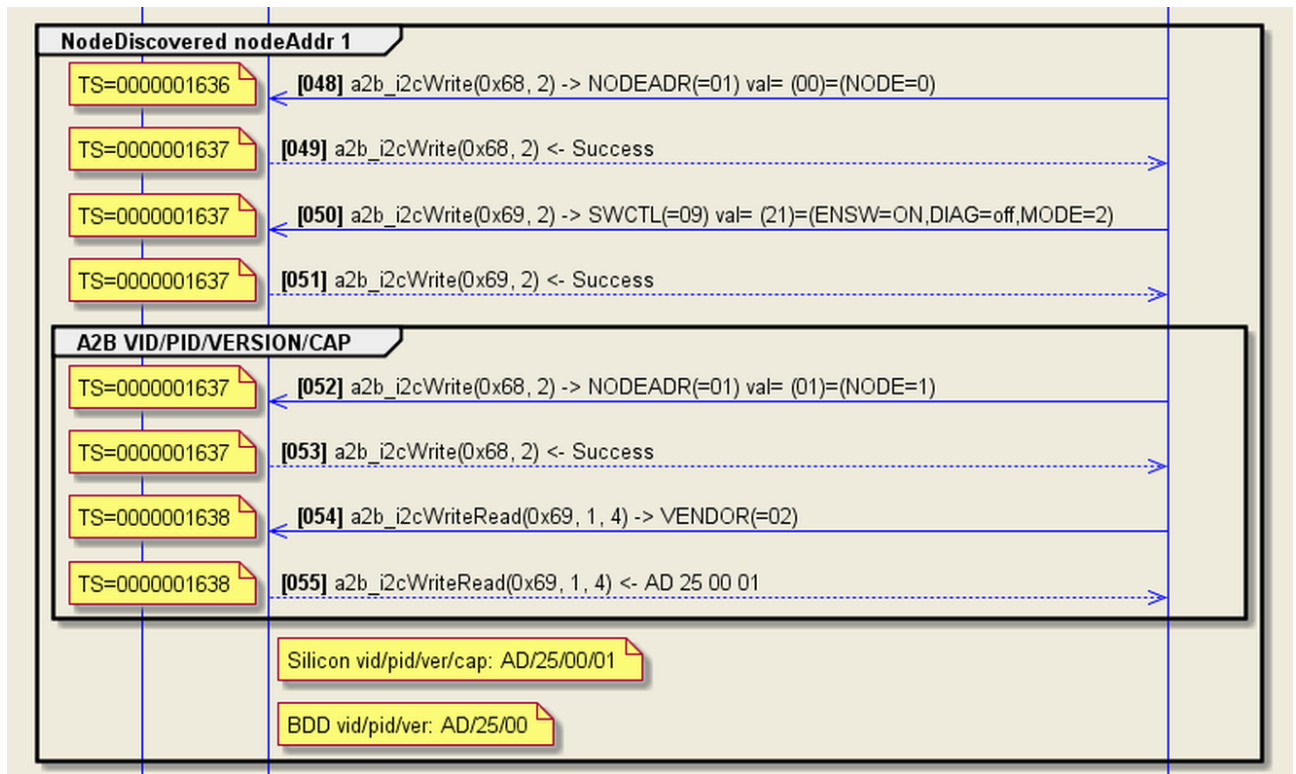 NodeDiscovered nodeAddr 1
TS=0000001636 [048] a2b_i2cWrite(0x68, 2) -> NODEADR(=01) val= (00)=(NODE=0)
TS=0000001637 [049] a2b_i2cWrite(0x68, 2) <- Success
TS=0000001637 [050] a2b_i2cWrite(0x69, 2) -> SWCTL(=09) val= (21)=(ENSW=ON,DIAG=off,MODE=2)
TS=0000001637 [051] a2b_i2cWrite(0x69, 2) <- Success
A2B VID/PID/VERSION/CAP
TS=0000001637 [052] a2b_i2cWrite(0x68, 2) -> NODEADR(=01) val= (01)=(NODE=1)
TS=0000001637 [053] a2b_i2cWrite(0x68, 2) <- Success
TS=0000001638 [054] a2b_i2cWriteRead(0x69, 1, 4) -> VENDOR(=02)
TS=0000001638 [055] a2b_i2cWriteRead(0x69, 1, 4) <- AD 25 00 01
Silicon vid/pid/ver/cap: AD/25/00/01
BDD vid/pid/ver: AD/25/00